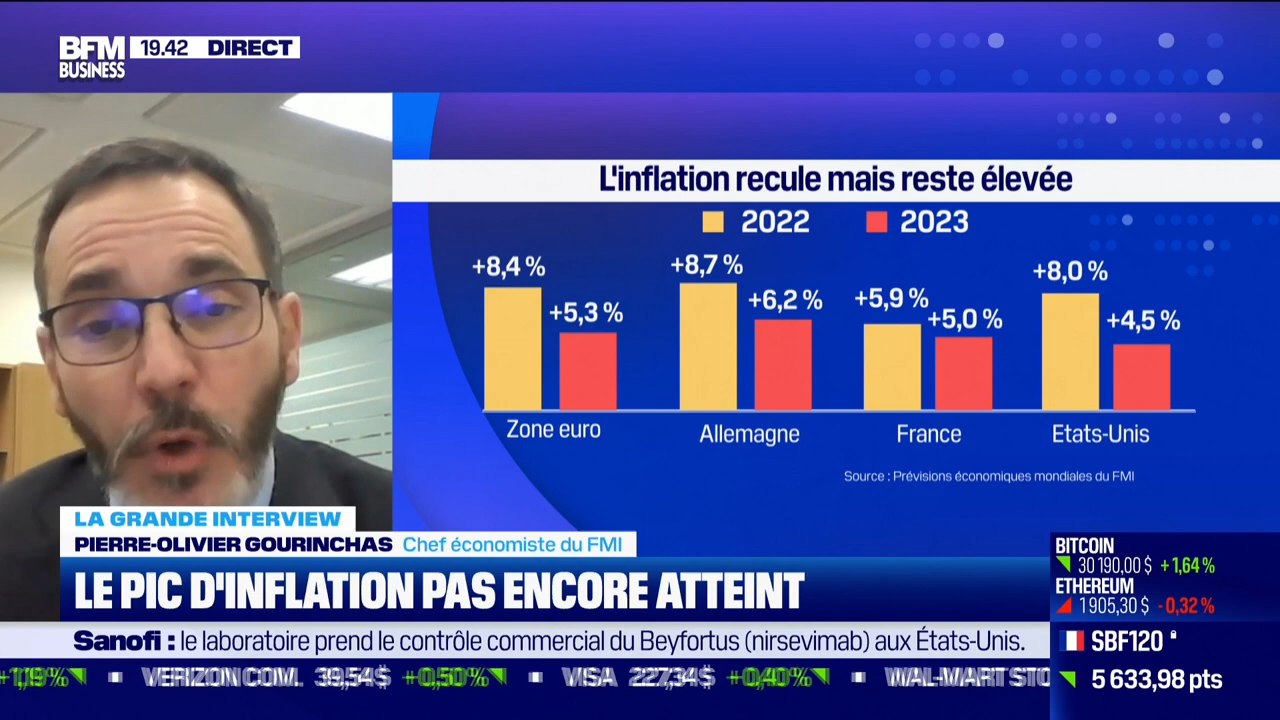 BFM
BUSINESS
19.42 DIRECT
L'inflation recule mais reste élevée
2022 2023
+8,4 % +5,3 % +8,7 % +6,2 % +5,9 % +5,0 % +8,0 % +4,5 %
Zone euro Allemagne France Etats-Unis
Source : Prévisions économiques mondiales du FMI
LA GRANDE INTERVIEW
PIERRE-OLIVIER GOURINCHAS Chef économiste du FMI
LE PIC D'INFLATION PAS ENCORE ATTEINT
BITCOIN
30 190,00 $ +1,64 %
ETHEREUM
1 905,30 $ -0,32 %
Sanofi : le laboratoire prend le contrôle commercial du Beyfortus (nirsevimab) aux États-Unis.
SBF120
+1,19% VERIZON COM. 39,54$ +0,50% VISA 227,34$ +0,40% WAL-MART STO
5 633,98 pts